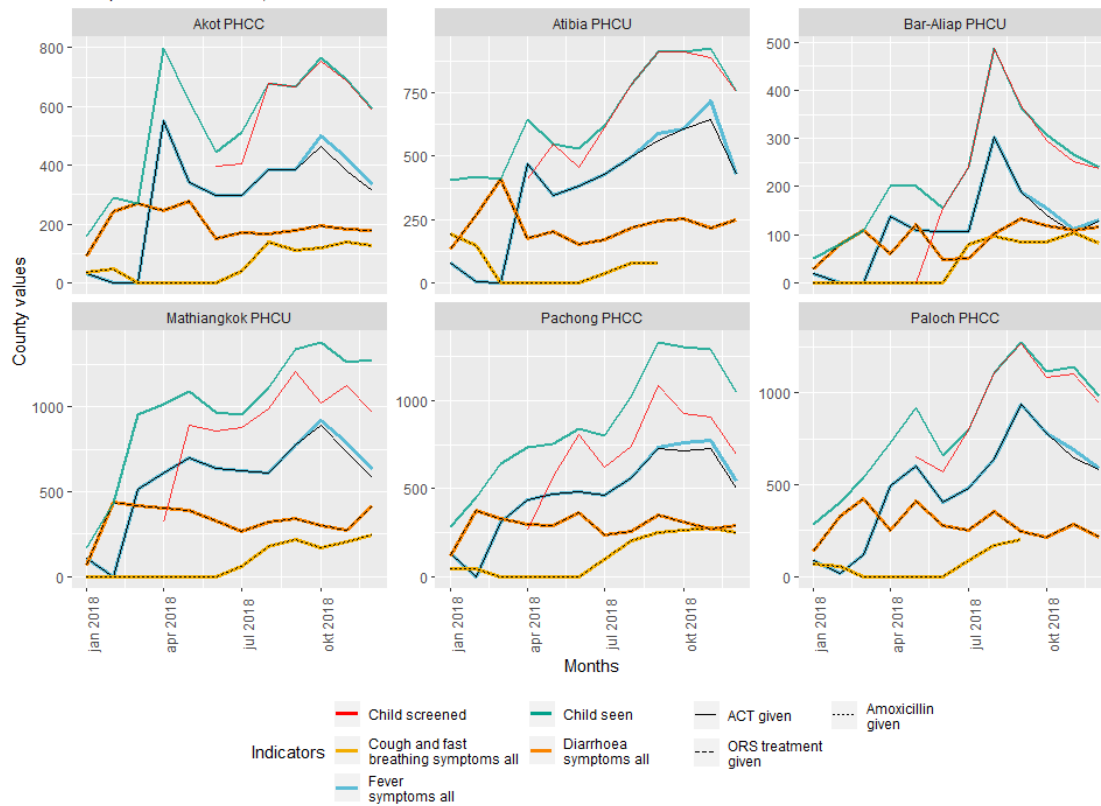 Akot PHCC
Atibia PHCU
Bar-Aliap PHCU
800
600
400
200
0
750
500
250
0
500
400
300
200
100
0
Mathiangkok PHCU
Pachong PHCC
Paloch PHCC
1000
500
0
1000
500
0
1000
500
0
County values
jan 2018
apr 2018
jul 2018
okt 2018
jan 2018
apr 2018
jul 2018
okt 2018
jan 2018
apr 2018
jul 2018
okt 2018
Months
Indicators
Child screened
Child seen
ACT given
Amoxicillin
given
Cough and fast
breathing symptoms all
Diarrhoea
symptoms all
ORS treatment
given
Fever
symptoms all